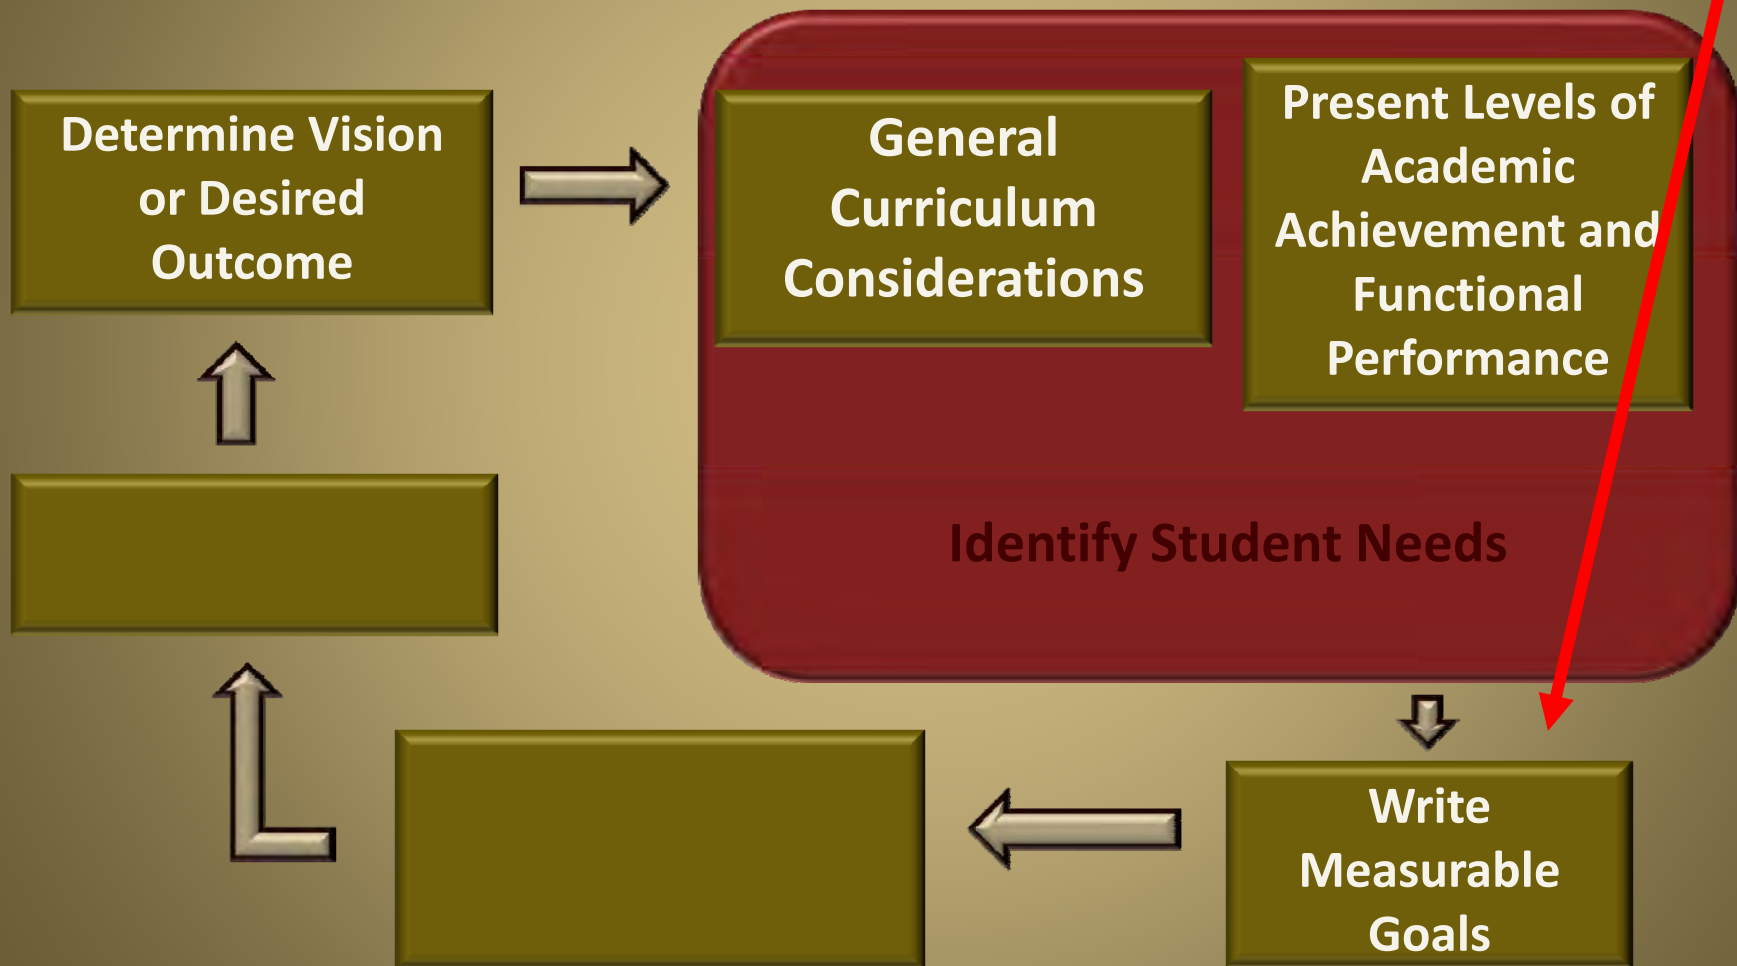 Determine Vision
or Desired
Outcome
General
Curriculum
Considerations
Present Levels of
Academic
Achievement and
Functional
Performance
Identify Student Needs
Write
Measurable
Goals